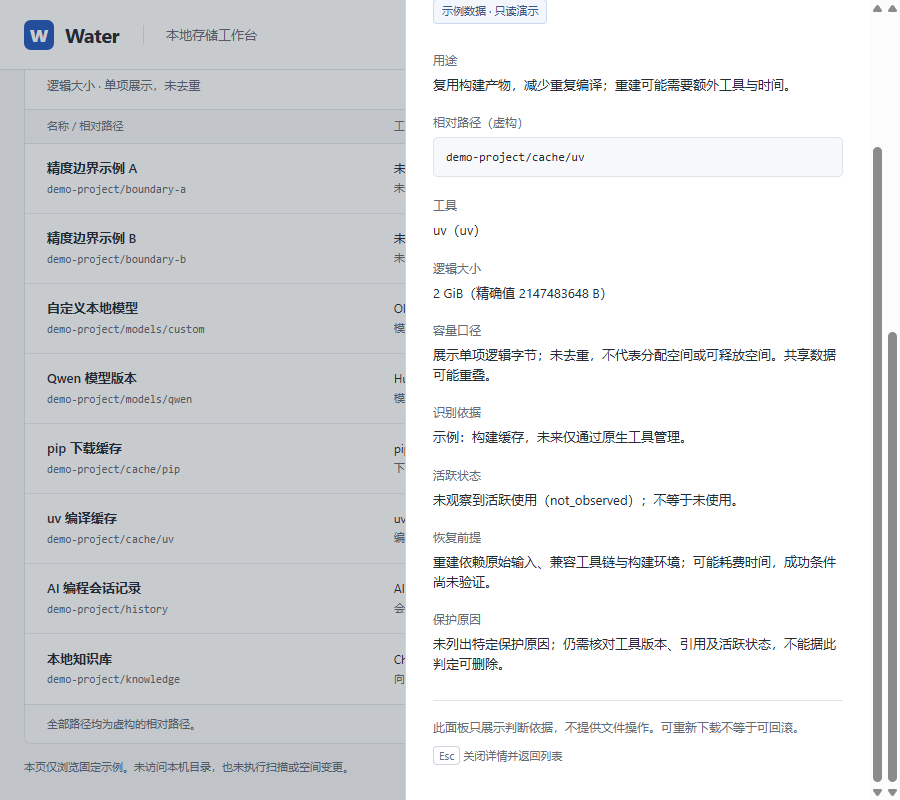 W Water 本地存储工作台
逻辑大小 · 单项展示，未去重
名称 / 相对路径
精度边界示例 A
demo-project/boundary-a
精度边界示例 B
demo-project/boundary-b
自定义本地模型
demo-project/models/custom
Qwen 模型版本
demo-project/models/qwen
pip 下载缓存
demo-project/cache/pip
uv 编译缓存
demo-project/cache/uv
AI 编程会话记录
demo-project/history
本地知识库
demo-project/knowledge
全部路径均为虚构的相对路径。
本页仅浏览固定示例。未访问本机目录，也未执行扫描或空间变更。
示例数据 · 只读演示
用途
复用构建产物，减少重复编译；重建可能需要额外工具与时间。
相对路径（虚构）
demo-project/cache/uv
工具
uv（uv）
逻辑大小
2 GiB（精确值 2147483648 B）
容量口径
展示单项逻辑字节；未去重，不代表分配空间或可释放空间。共享数据
可能重叠。
识别依据
示例：构建缓存，未来仅通过原生工具管理。
活跃状态
未观察到活跃使用（not_observed）；不等于未使用。
恢复前提
重建依赖原始输入、兼容工具链与构建环境；可能耗费时间，成功条件
尚未验证。
保护原因
未列出特定保护原因；仍需核对工具版本、引用及活跃状态，不能据此
判定可删除。
此面板只展示判断依据，不提供文件操作。可重新下载不等于可回滚。
Esc 关闭详情并返回列表